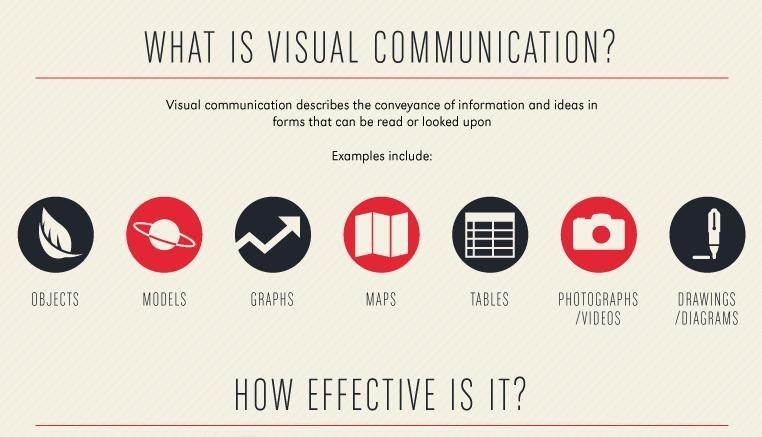 WHAT IS VISUAL COMMUNICATION?
Visual communication describes the conveyance of information and ideas in
forms that can be read or looked upon
Examples include:
OBJECTS
MODELS
GRAPHS
MAPS
TABLES
PHOTOGRAPHS
/VIDEOS
DRAWINGS
/DIAGRAMS
HOW EFFECTIVE IS IT?